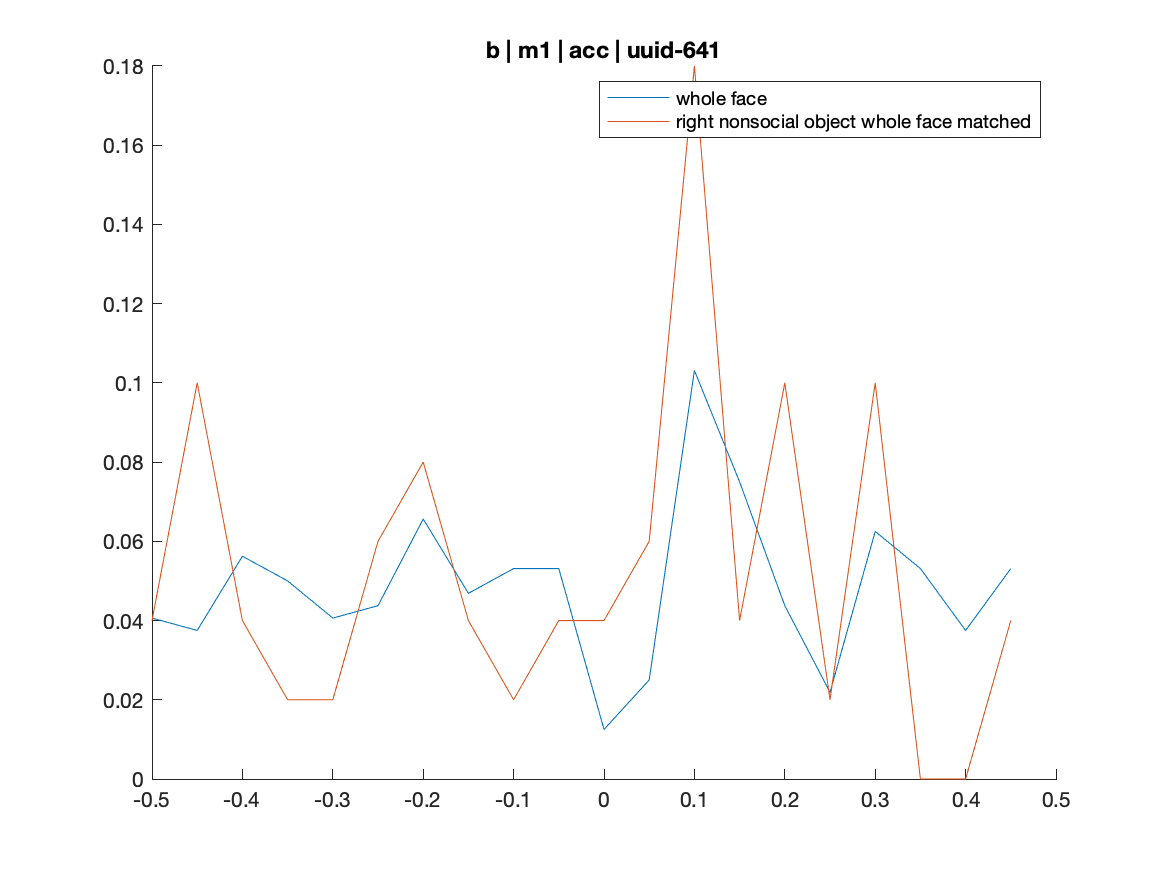 b | m1 | acc | uuid-641
0.18
whole face
right nonsocial object whole face matched
0.16
0.14
0.12
0.1
0.08
0.06
0.04
0.02
0
-0.5 -0.4 -0.3 -0.2 -0.1 0 0.1 0.2 0.3 0.4 0.5